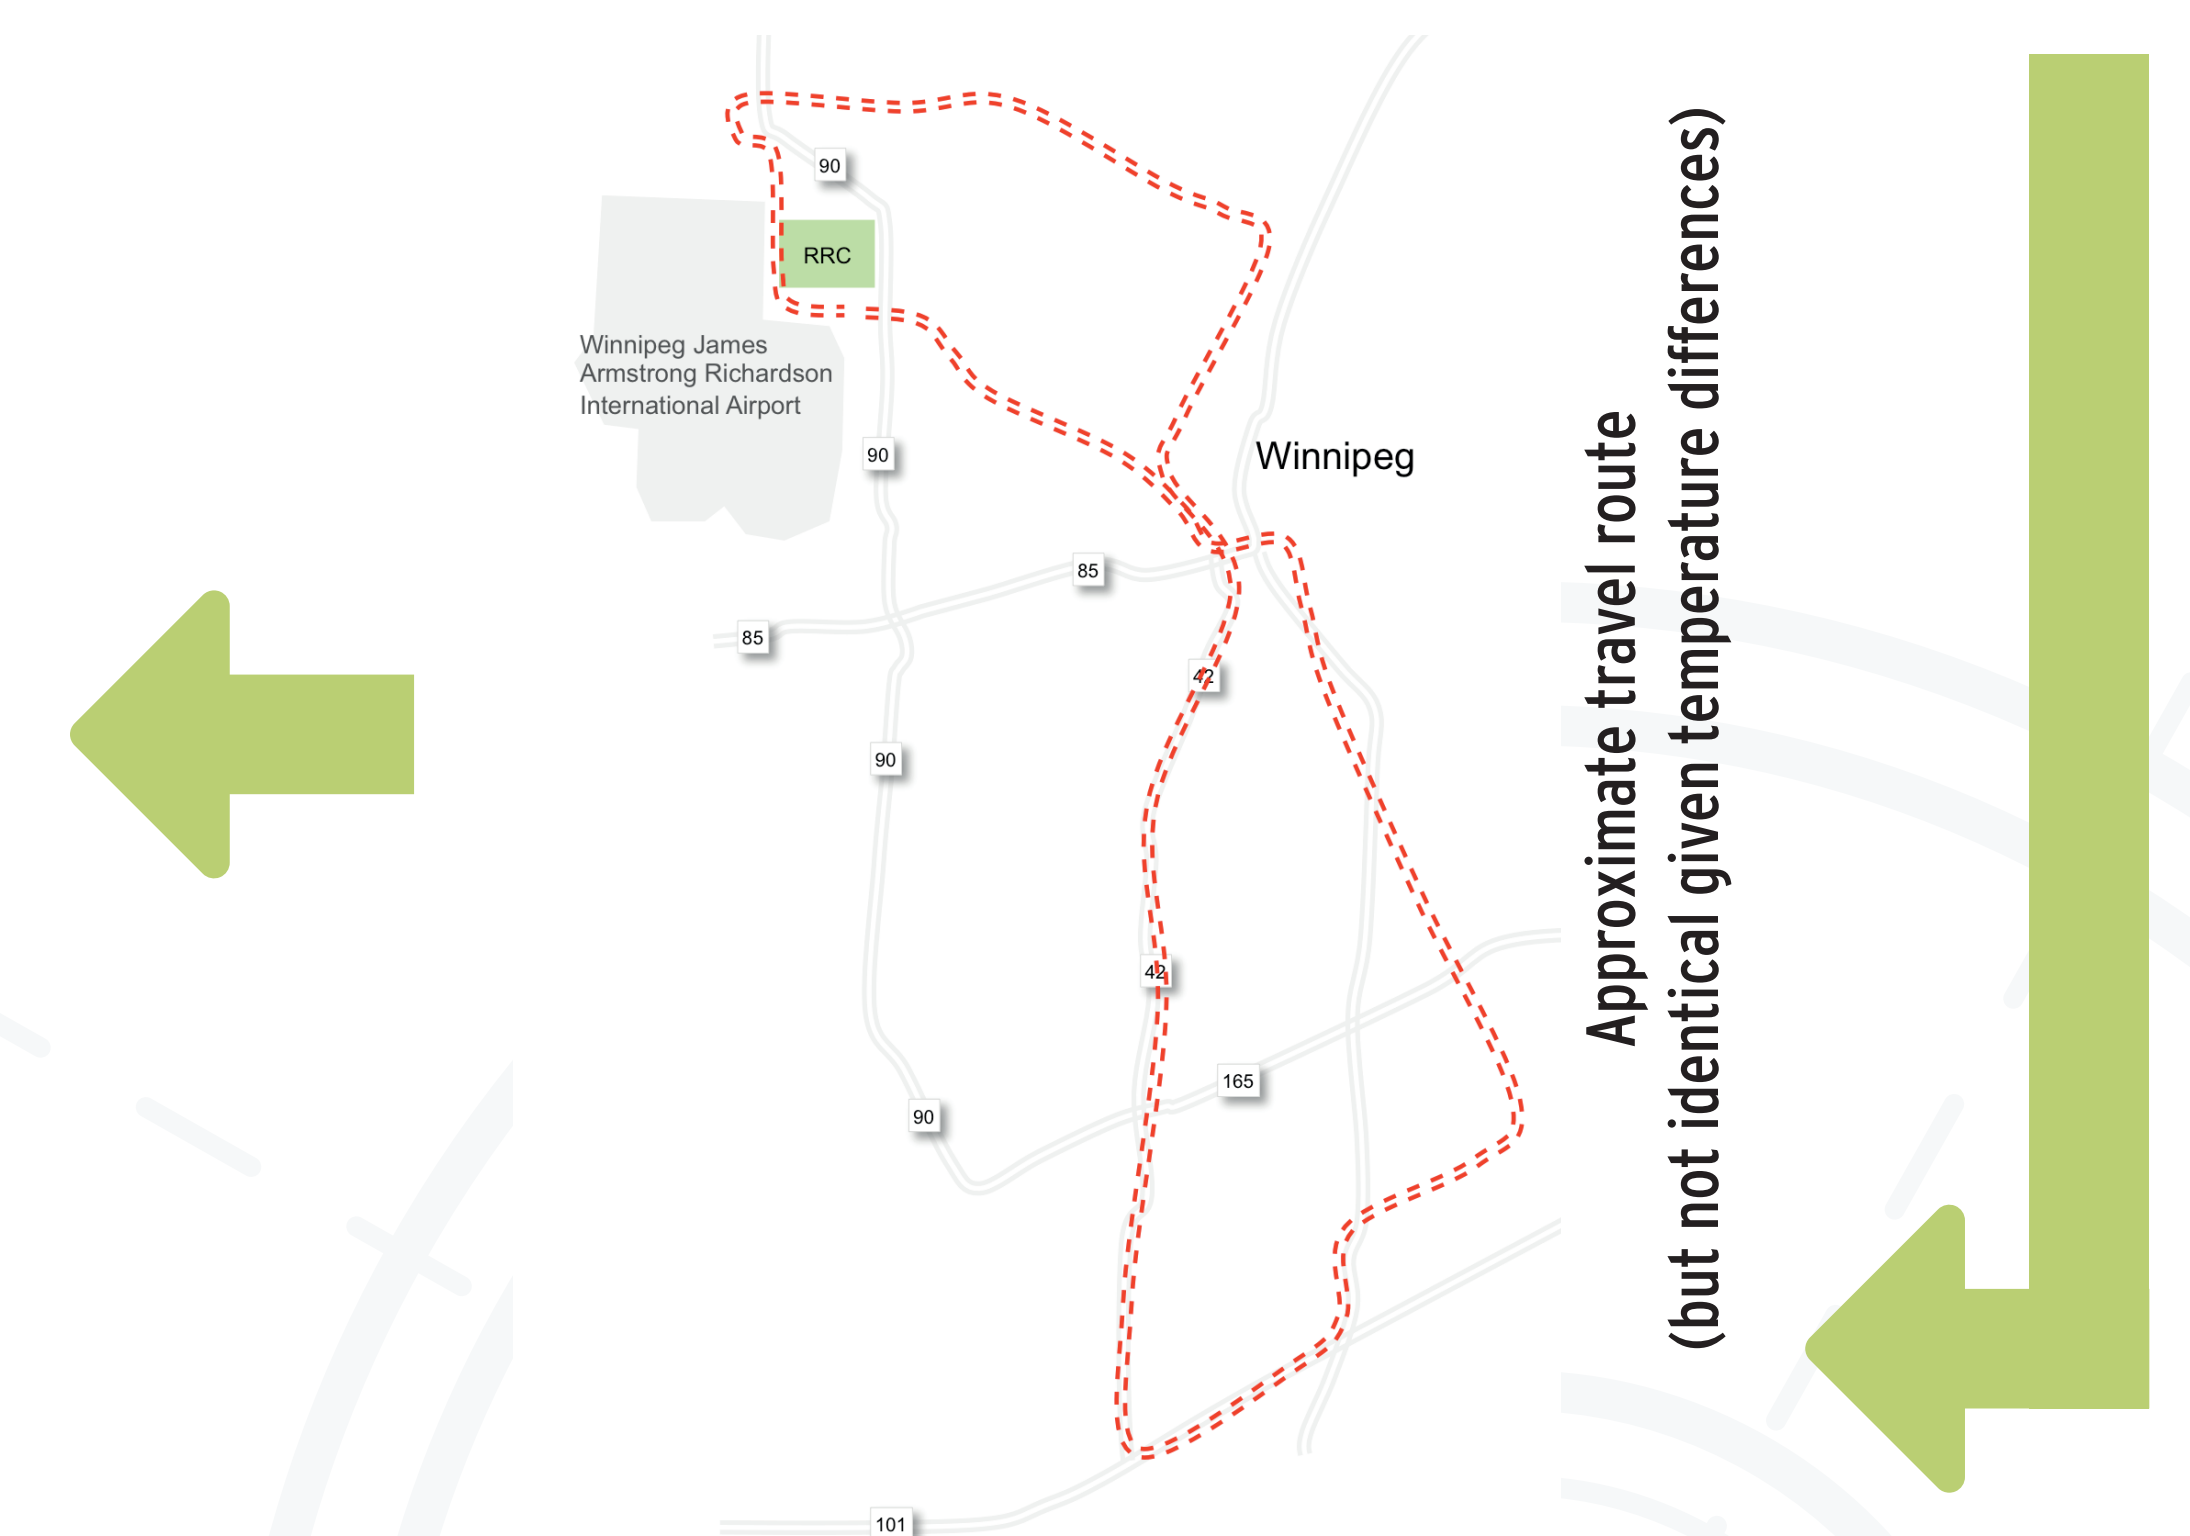 90
RRC
Winnipeg James
Armstrong Richardson
International Airport
90
Winnipeg
85
85
42
90
42
165
90
101
Approximate travel route
(but not identical given temperature differences)